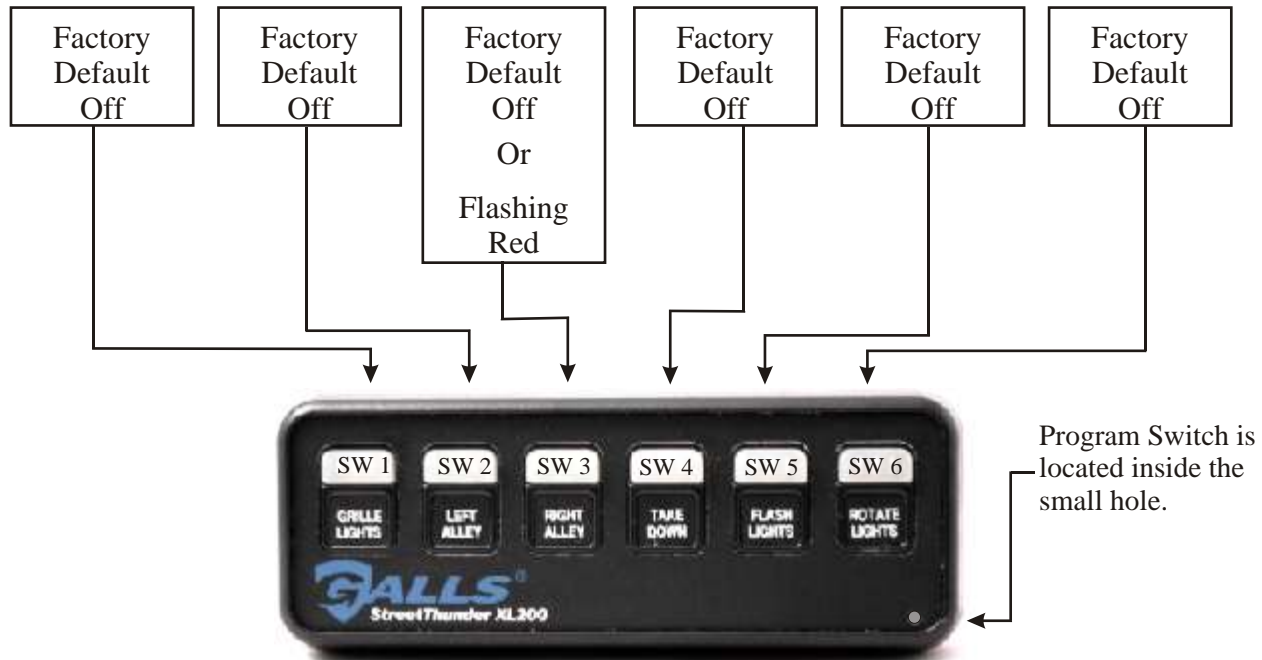 Factory
Default
Off
Factory
Default
Off
Factory
Default
Off
Or
Flashing
Red
Factory
Default
Off
Factory
Default
Off
Factory
Default
Off
SW 1
SW 2
SW 3
SW 4
SW 5
SW 6
GRILLE
LIGHTS
LEFT
ALLEY
RIGHT
ALLEY
TAKE
DOWN
FLASH
LIGHTS
ROTATE
LIGHTS
GALLS®
StreetThunder XL200
Program Switch is
located inside the
small hole.